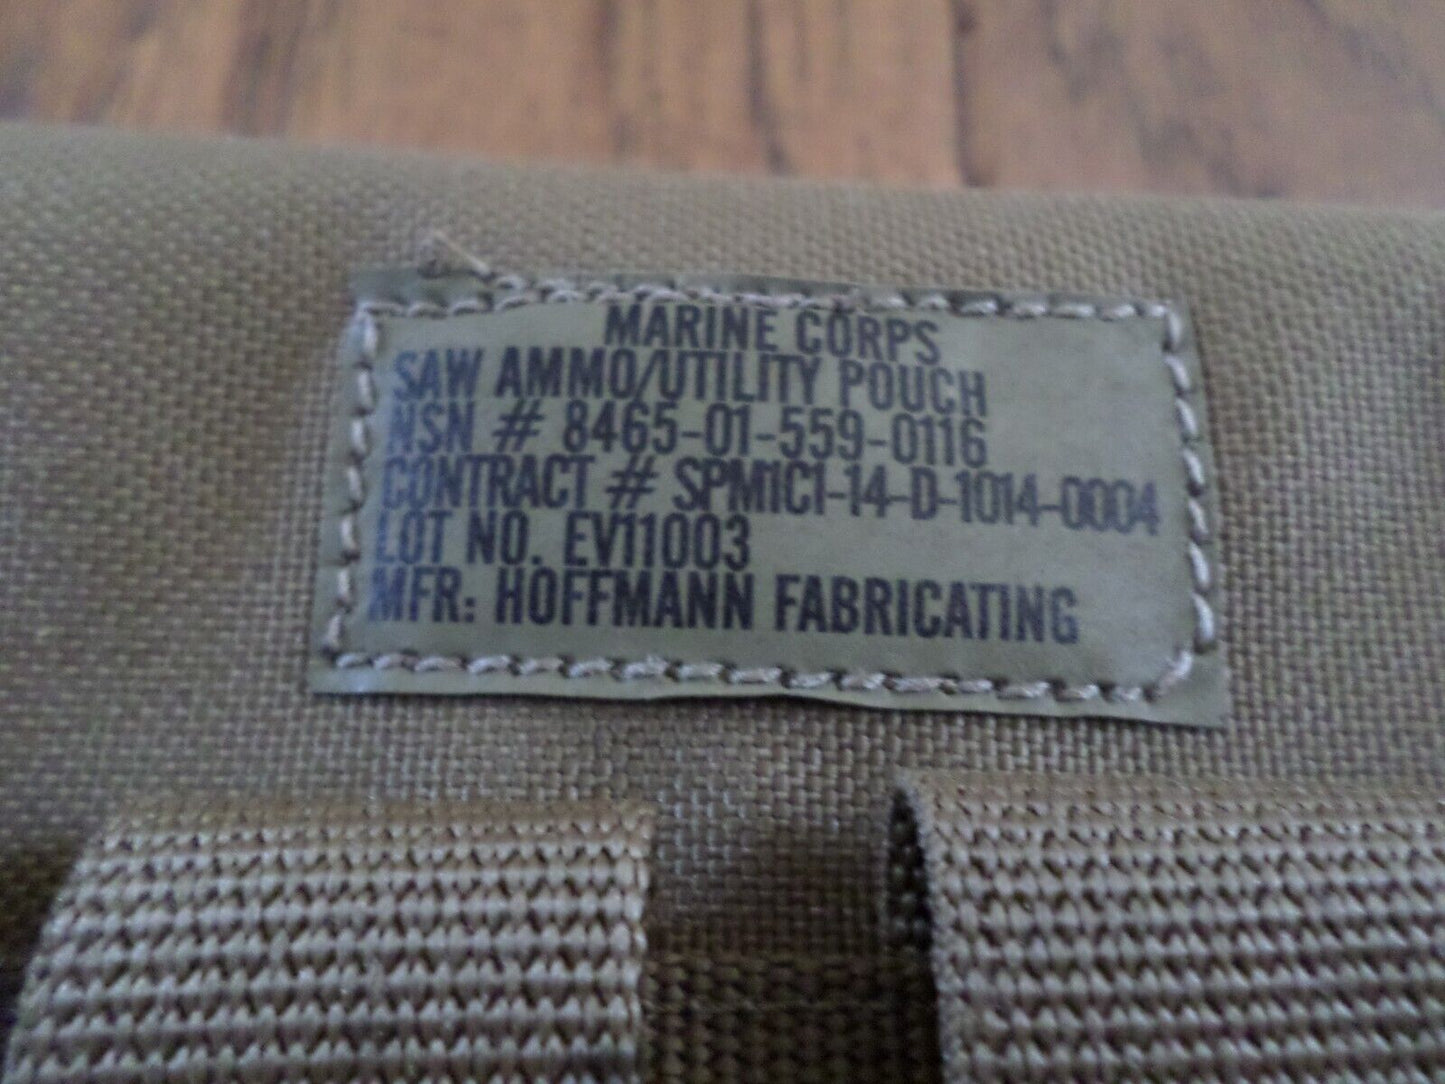 MARINE CORPS
SAW AMMO/UTILITY POUCH
NSN # 8465-01-559-0116
CONTRACT # SPM1C1-14-D-1014-0004
LOT NO. EV11003
MFR: HOFFMANN FABRICATING